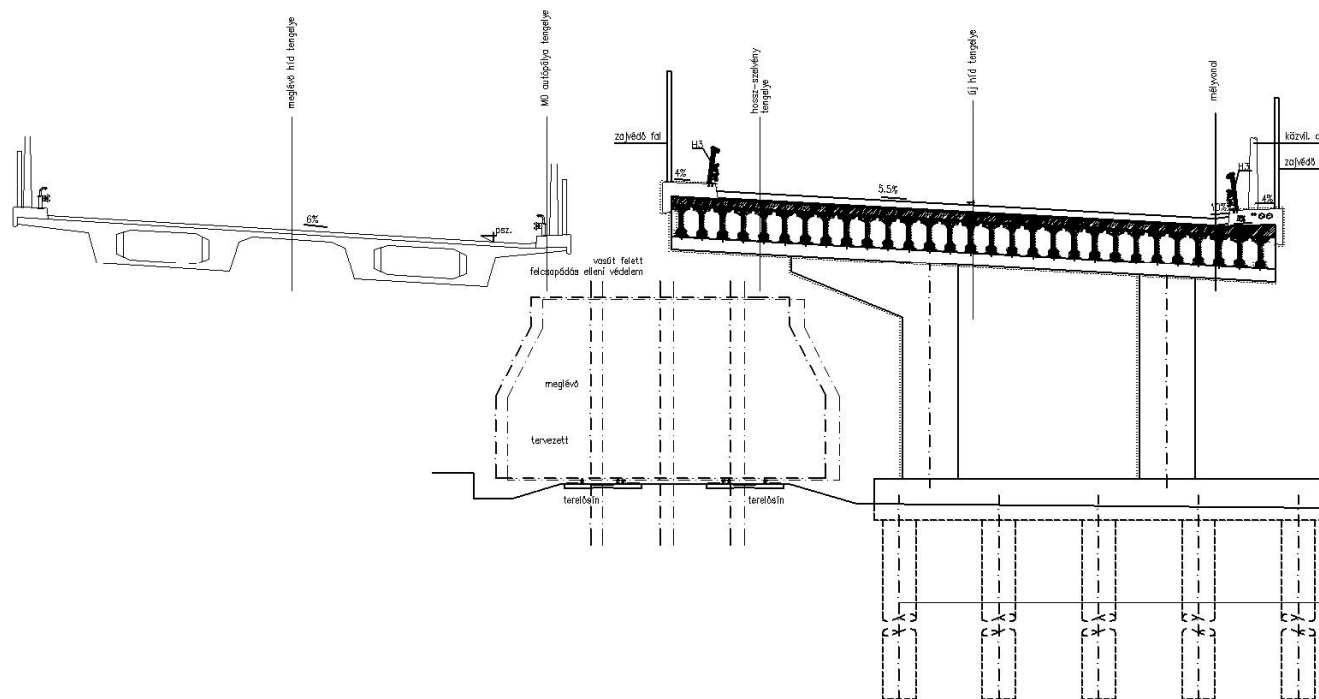 meglévő híd tengelye
M0 autópálya tengelye
hossz-szelvény
tengelye
új híd tengelye
mélyvonal
zajvédő fal
H3
4%
5.5%
H3
közvil. o
zajvédő
10%
4%
6%
psz.
vasút felett
felcsapódás elleni védelem
meglévő
tervezett
terelősín
terelősín